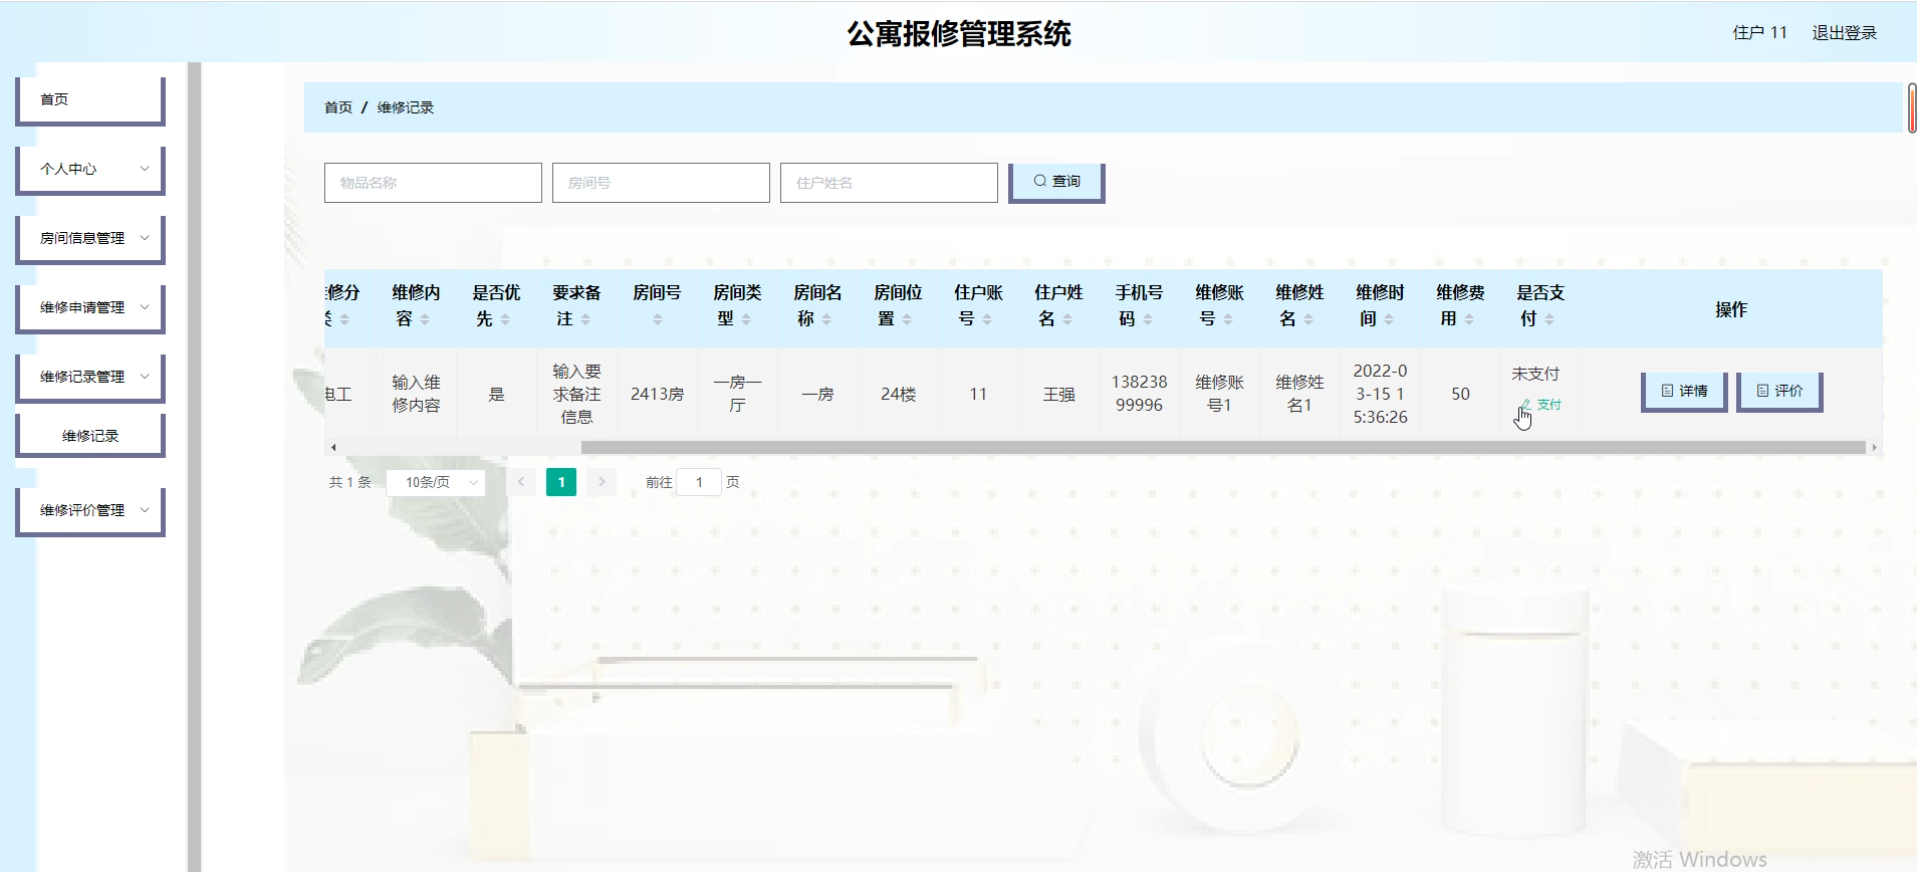 公寓报修管理系统
住户 11 退出登录
首页
个人中心
房间信息管理
维修申请管理
维修记录管理
维修记录
维修评价管理
首页 / 维修记录
物品名称 房间号 住户姓名 查询
修分 维修内 是否优 要求备 房间号 房间类 房间名 房间位 住户账 住户姓 手机号 维修账 维修姓 维修时 维修费 是否支 操作
容 先 注 型 称 置 号 名 码 号 名 间 用 付
电工 输入维 是 输入要 2413房 一房一 一房 24楼 11 王强 138238 维修账 维修姓 2022-0 50 未支付 详情 评价
修内容 求备注 厅 99996 号1 名1 3-15 1 支付
信息 5:36:26
共 1 条 10条/页 1 前往 1 页
激活 Windows